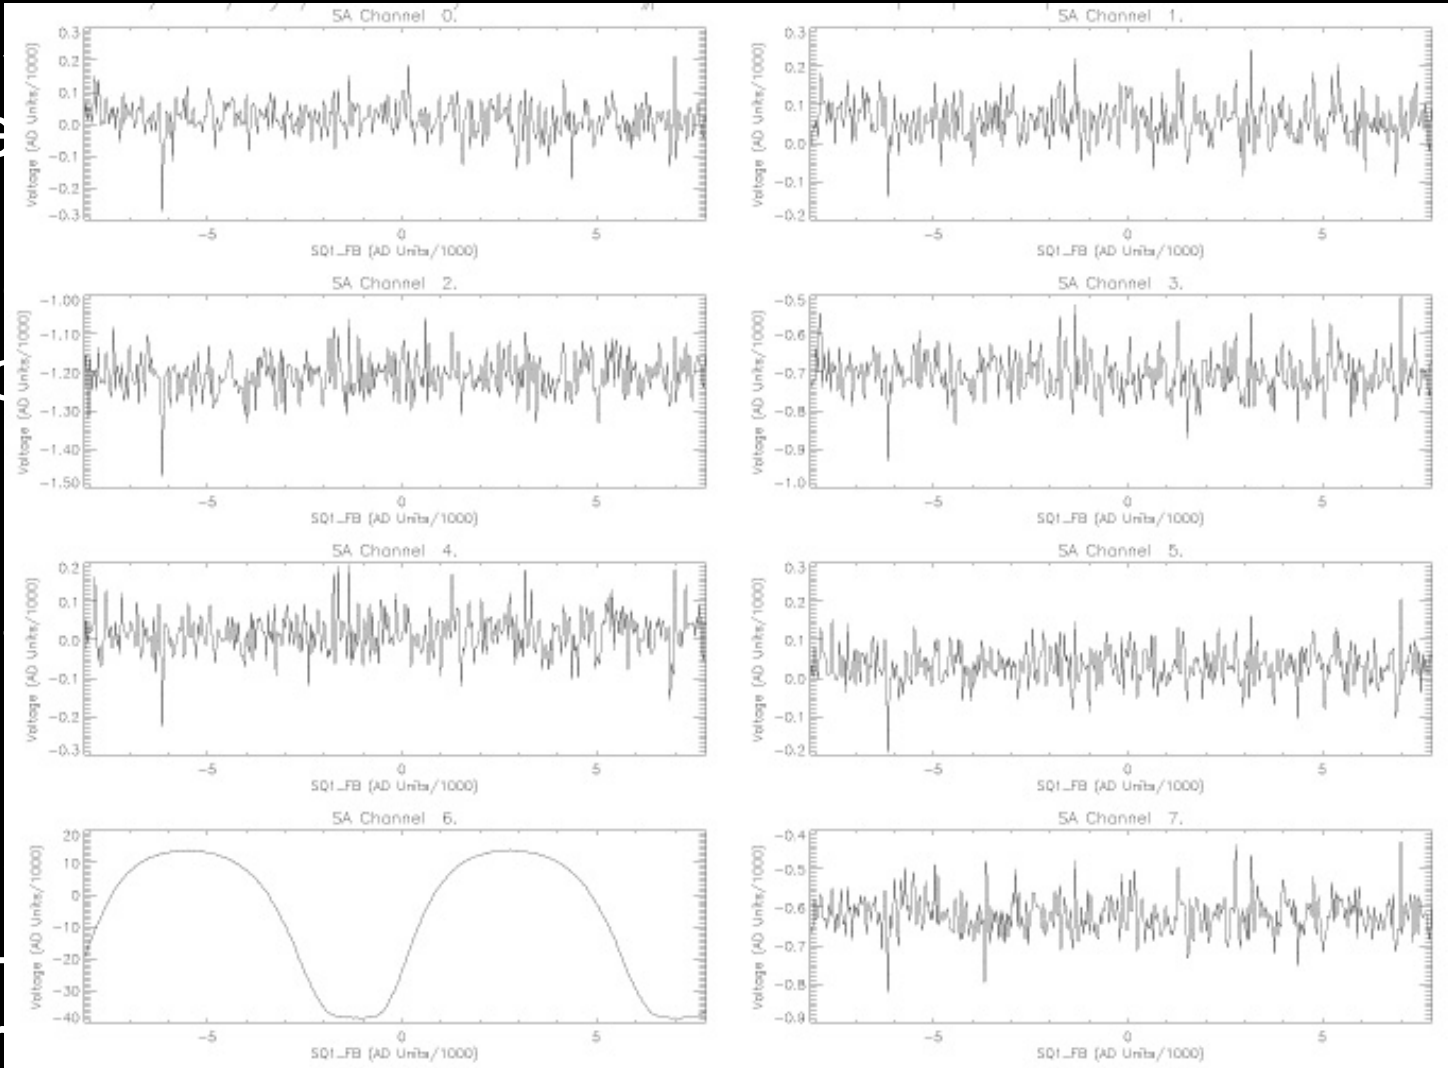 SA Channel 0.
0.3
0.2
0.1
0.0
-0.1
-0.2
-0.3
Voltage (AD Units/1000)
-5 0 5
SQ1_FB (AD Units/1000)
SA Channel 1.
0.3
0.2
0.1
0.0
-0.1
-0.2
Voltage (AD Units/1000)
-5 0 5
SQ1_FB (AD Units/1000)
SA Channel 2.
-1.00
-1.10
-1.20
-1.30
-1.40
-1.50
Voltage (AD Units/1000)
-5 0 5
SQ1_FB (AD Units/1000)
SA Channel 3.
-0.5
-0.6
-0.7
-0.8
-0.9
-1.0
Voltage (AD Units/1000)
-5 0 5
SQ1_FB (AD Units/1000)
SA Channel 4.
0.2
0.1
0.0
-0.1
-0.2
-0.3
Voltage (AD Units/1000)
-5 0 5
SQ1_FB (AD Units/1000)
SA Channel 5.
0.3
0.2
0.1
0.0
-0.1
-0.2
Voltage (AD Units/1000)
-5 0 5
SQ1_FB (AD Units/1000)
SA Channel 6.
20
10
0
-10
-20
-30
-40
Voltage (AD Units/1000)
-5 0 5
SQ1_FB (AD Units/1000)
SA Channel 7.
-0.4
-0.5
-0.6
-0.7
-0.8
-0.9
Voltage (AD Units/1000)
-5 0 5
SQ1_FB (AD Units/1000)